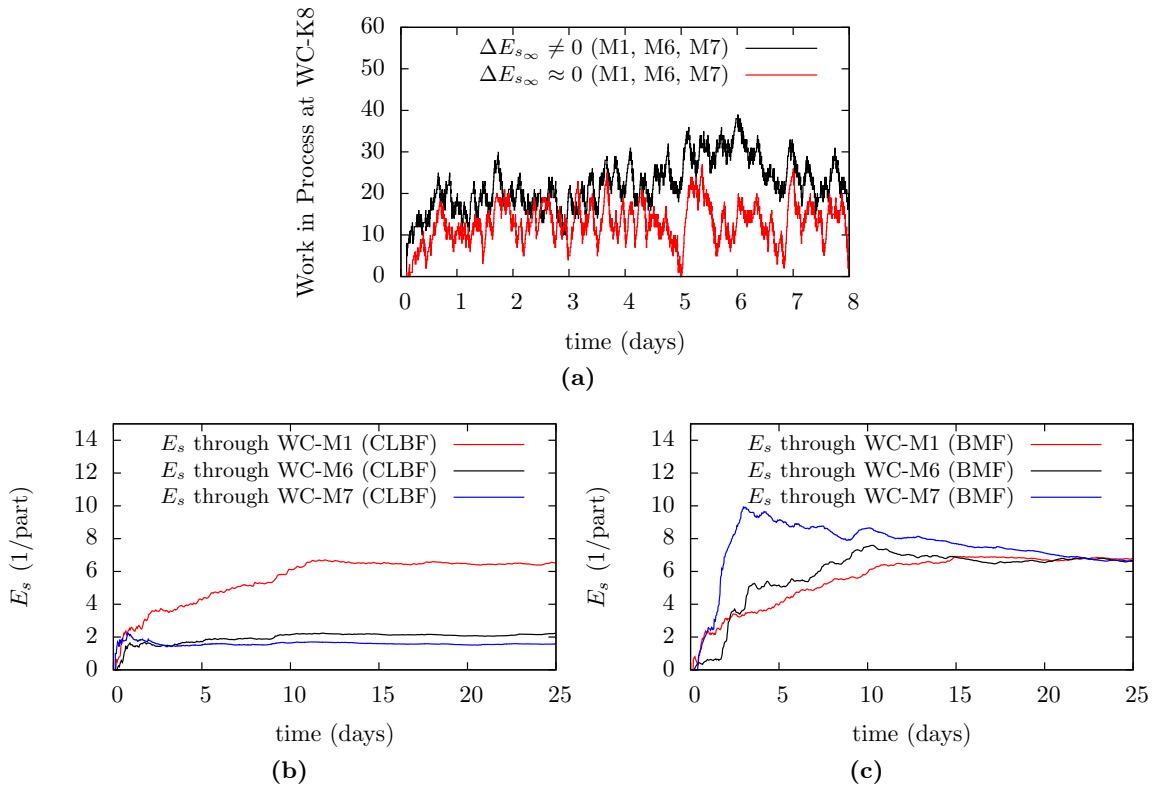 Work in Process at WC-K8
60
50
40
30
20
10
0
ΔE_{s∞} ≠ 0 (M1, M6, M7)
ΔE_{s∞} ≈ 0 (M1, M6, M7)
0 1 2 3 4 5 6 7 8
time (days)
(a)
E_s (1/part)
14
12
10
8
6
4
2
0
E_s through WC-M1 (CLBF)
E_s through WC-M6 (CLBF)
E_s through WC-M7 (CLBF)
0 5 10 15 20 25
time (days)
(b)
E_s (1/part)
14
12
10
8
6
4
2
0
E_s through WC-M1 (BMF)
E_s through WC-M6 (BMF)
E_s through WC-M7 (BMF)
0 5 10 15 20 25
time (days)
(c)